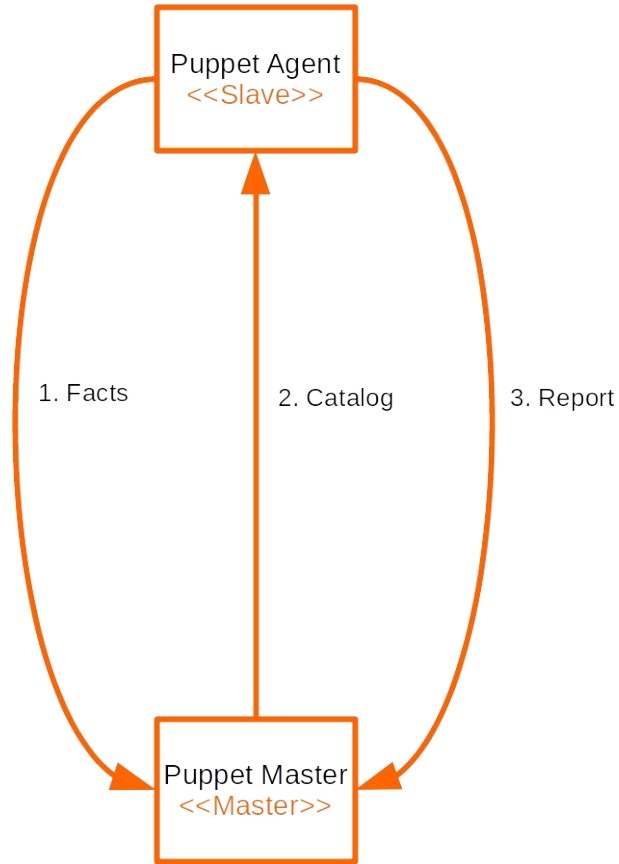 Puppet Agent
<<Slave>>
1. Facts
2. Catalog
3. Report
Puppet Master
<<Master>>